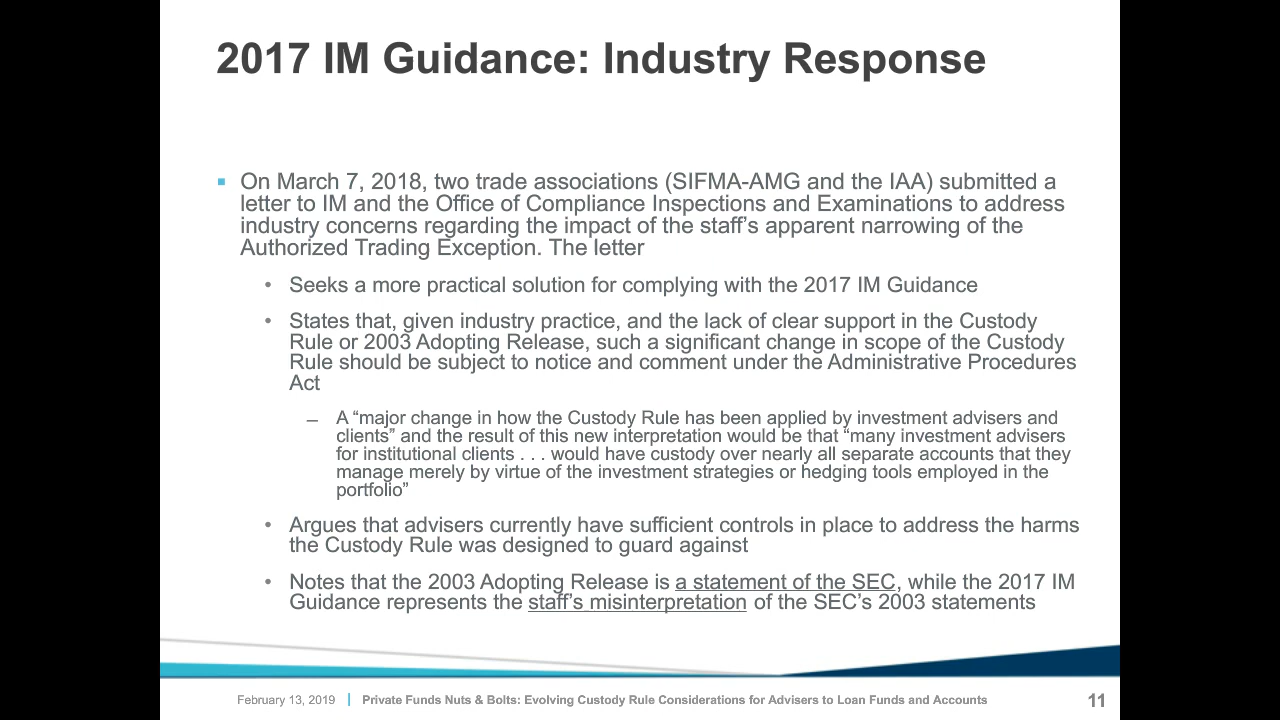 2017 IM Guidance: Industry Response
▪ On March 7, 2018, two trade associations (SIFMA-AMG and the IAA) submitted a
letter to IM and the Office of Compliance Inspections and Examinations to address
industry concerns regarding the impact of the staff’s apparent narrowing of the
Authorized Trading Exception. The letter
• Seeks a more practical solution for complying with the 2017 IM Guidance
• States that, given industry practice, and the lack of clear support in the Custody
Rule or 2003 Adopting Release, such a significant change in scope of the Custody
Rule should be subject to notice and comment under the Administrative Procedures
Act
– A “major change in how the Custody Rule has been applied by investment advisers and
clients” and the result of this new interpretation would be that “many investment advisers
for institutional clients . . . would have custody over nearly all separate accounts that they
manage merely by virtue of the investment strategies or hedging tools employed in the
portfolio”
• Argues that advisers currently have sufficient controls in place to address the harms
the Custody Rule was designed to guard against
• Notes that the 2003 Adopting Release is a statement of the SEC, while the 2017 IM
Guidance represents the staff’s misinterpretation of the SEC’s 2003 statements
February 13, 2019 | Private Funds Nuts & Bolts: Evolving Custody Rule Considerations for Advisers to Loan Funds and Accounts 11